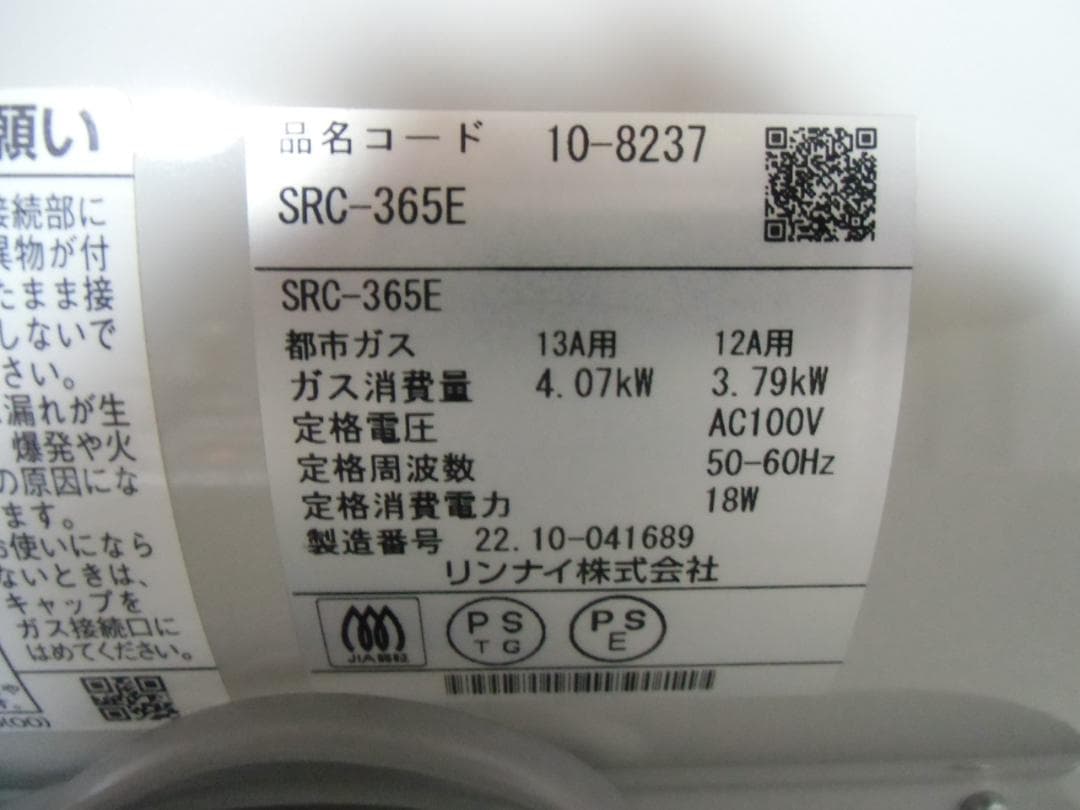 願い
接続部に
異物が付
たまま接
しないで
さい。
漏れが生
爆発や火
の原因にな
ます。
お使いになら
ないときは、
キャップを
ガス接続口に
はめてください。
品名コード 10-8237
SRC-365E
SRC-365E
都市ガス 13A用 12A用
ガス消費量 4.07kW 3.79kW
定格電圧 AC100V
定格周波数 50-60Hz
定格消費電力 18W
製造番号 22.10-041689
リンナイ株式会社
JIA認証
PS TG
PS E